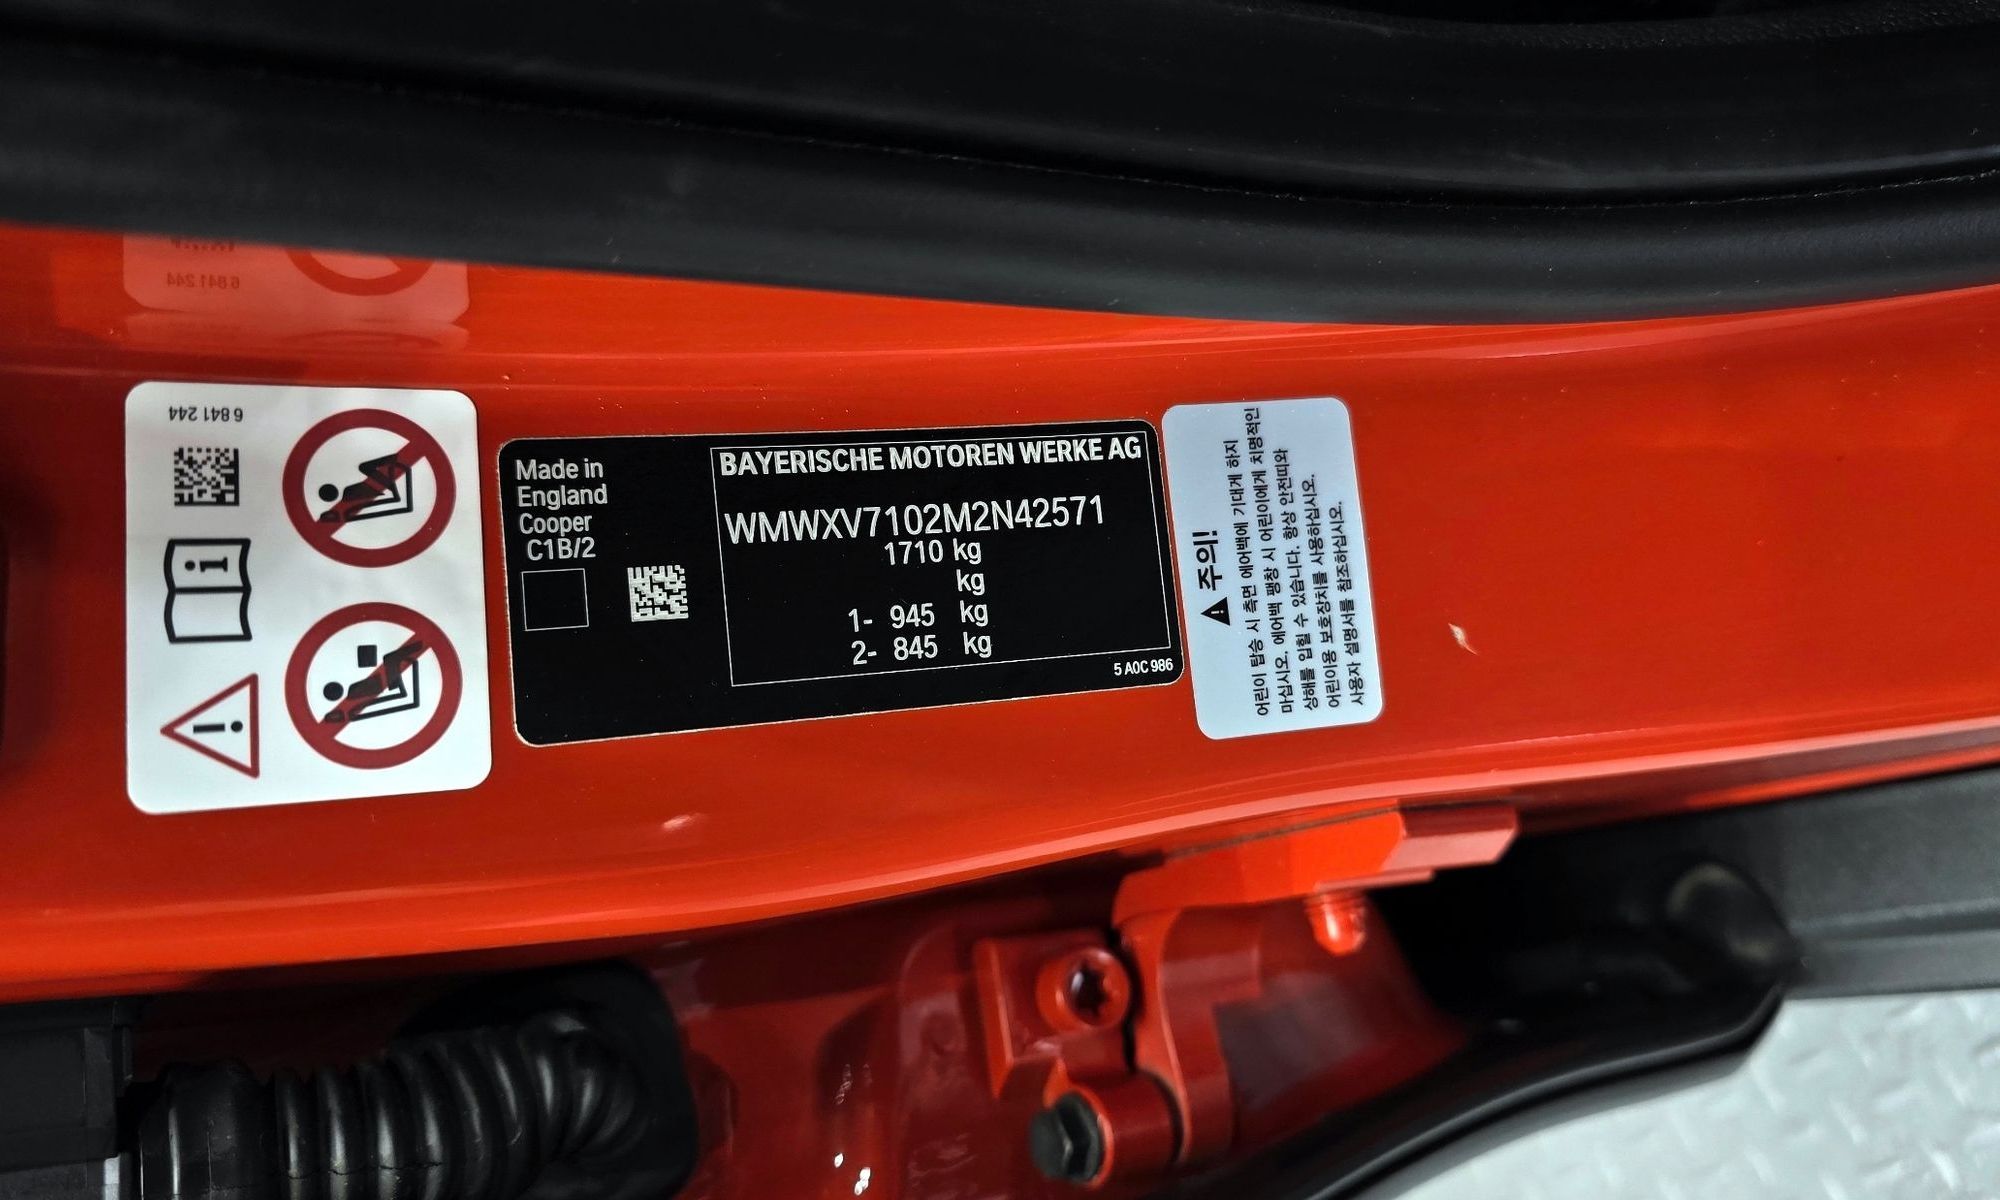 6 841 244
Made in
England
Cooper
C1B/2
BAYERISCHE MOTOREN WERKE AG
WMWXV7102M2N42571
1710 kg
kg
1- 945 kg
2- 845 kg
5 A0C 986
주의!
어린이 탑승 시 측면 에어백에 기대게 하지
마십시오. 에어백 팽창 시 어린이에게 치명적인
상해를 입힐 수 있습니다. 항상 안전띠와
어린이용 보호장치를 사용하십시오.
사용자 설명서를 참조하십시오.